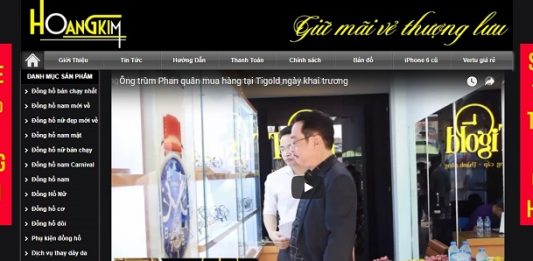 HOANGKIM
Giữ mãi vẻ thượng lưu
Giới Thiệu
Tin Tức
Hướng Dẫn
Thanh Toán
Chính sách
Bản đồ
iPhone 6 cũ
Vertu giá rẻ
DANH MỤC SẢN PHẨM
Đồng hồ bán chạy nhất
Đồng hồ nam mới về
Đồng hồ nữ đẹp mới về
Đồng hồ nam mặt
Đồng hồ nữ bán chạy
Đồng hồ nam Carnival
Đồng hồ nam
Đồng Hồ Nữ
Đồng hồ cơ
Đồng hồ đôi
Phụ kiện đồng hồ
Dịch vụ thay dây da
Ông trùm Phan quân mua hàng tại Tigold ngày khai trương
Tigold